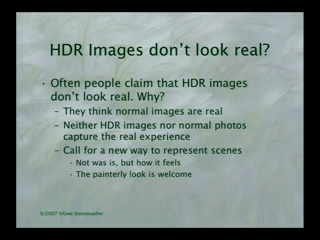 HDR Images don't look real?
• Often people claim that HDR images
don't look real. Why?
– They think normal images are real
– Neither HDR images nor normal photos
capture the real experience
– Call for a new way to represent scenes
• Not was is, but how it feels
• The painterly look is welcome
9/2007 ©Uwe Steinmueller